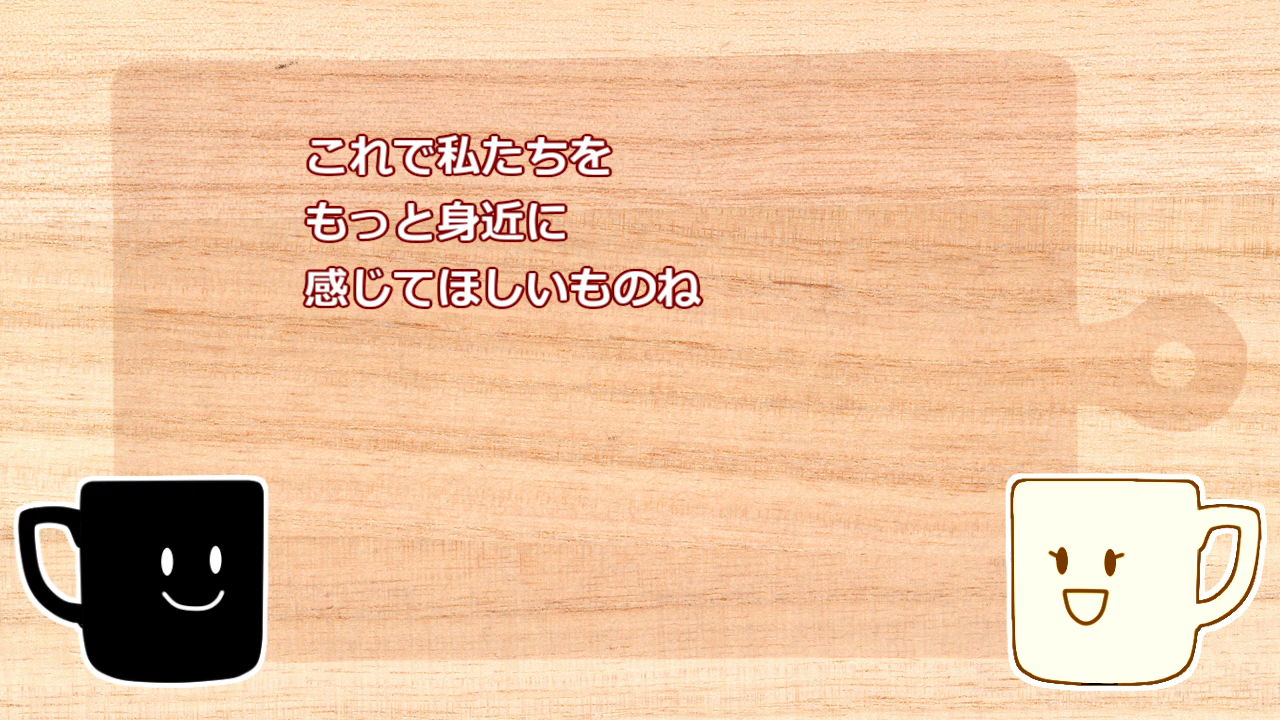 これで私たちを
もっと身近に
感じてほしいものね